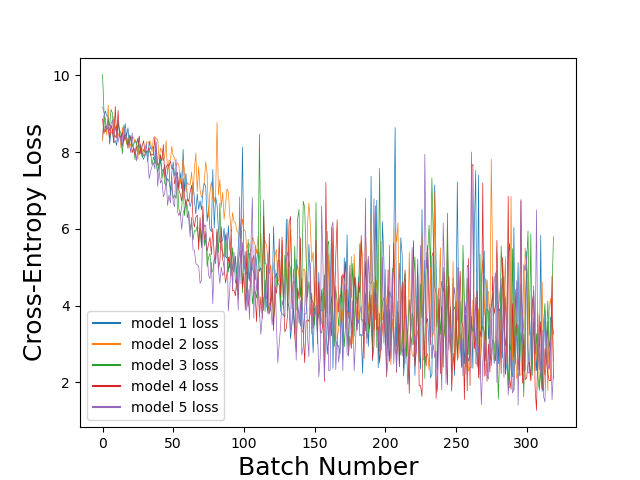 Cross-Entropy Loss
10
8
6
4
2
model 1 loss
model 2 loss
model 3 loss
model 4 loss
model 5 loss
0 50 100 150 200 250 300
Batch Number